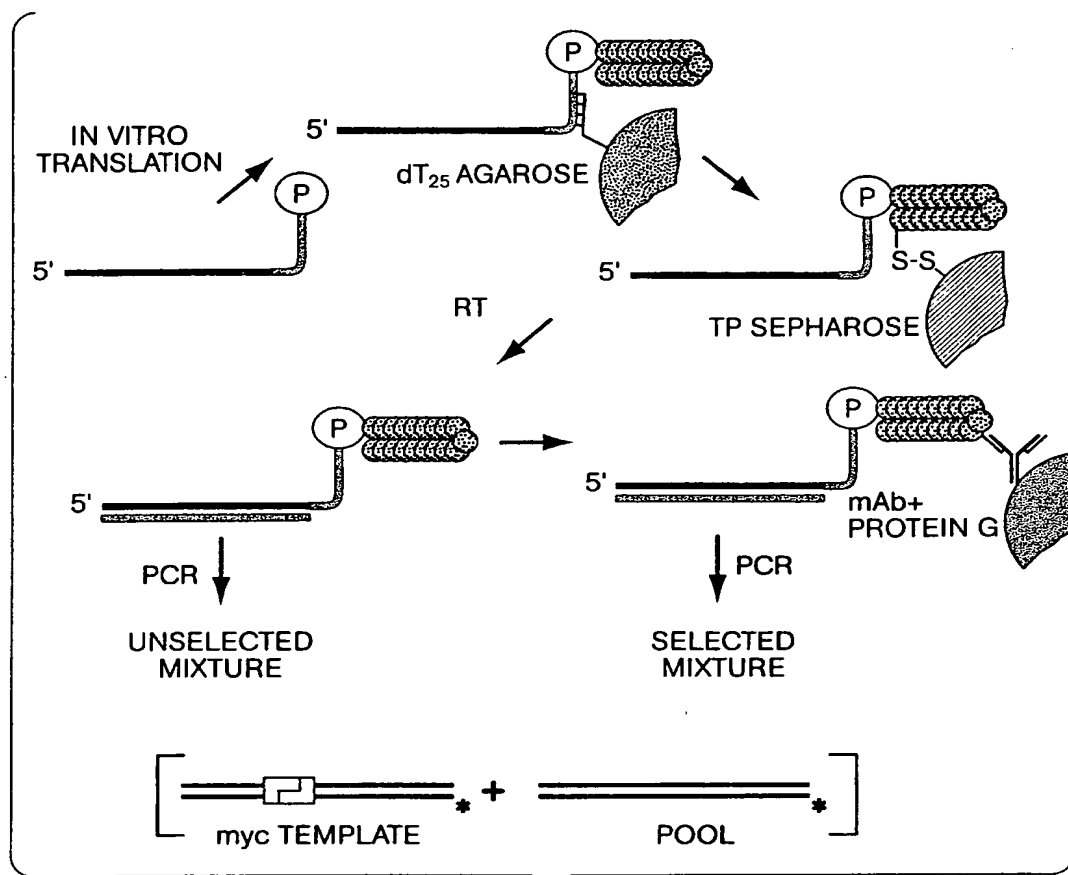 P
IN VITRO
TRANSLATION
5'
dT25 AGAROSE
P
5'
P
5'
S-S
TP SEPHAROSE
RT
P
5'
P
5'
mAb+
PROTEIN G
PCR
UNSELECTED
MIXTURE
PCR
SELECTED
MIXTURE
*
+
*
myc TEMPLATE
POOL